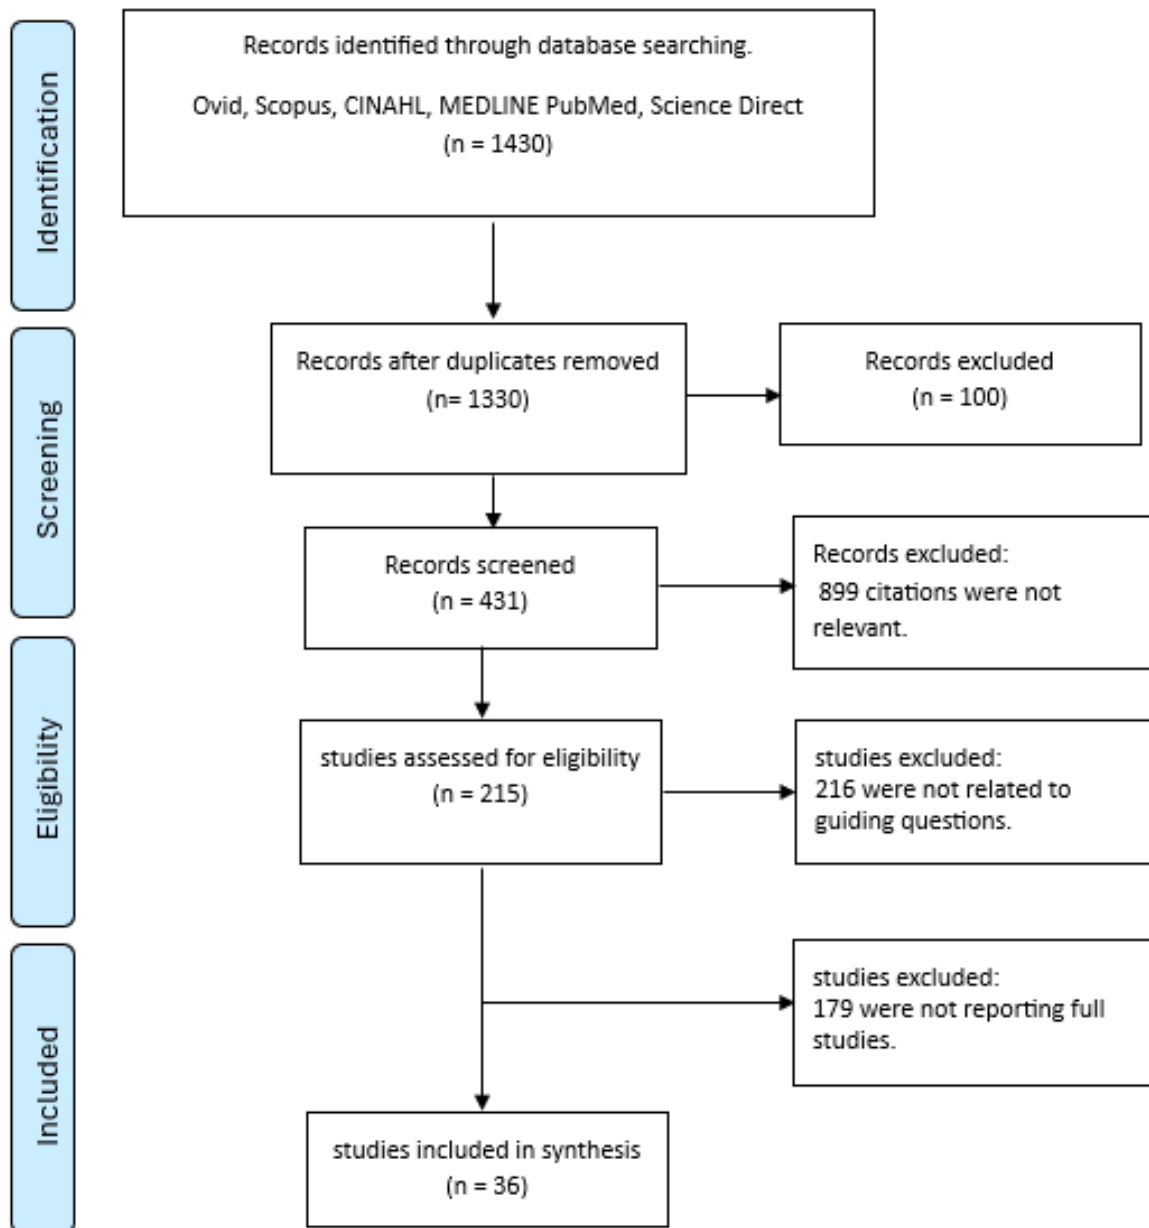 Identification
Records identified through database searching.
Ovid, Scopus, CINAHL, MEDLINE PubMed, Science Direct
(n = 1430)
Screening
Records after duplicates removed
(n= 1330)
Records excluded
(n = 100)
Records screened
(n = 431)
Records excluded:
899 citations were not
relevant.
Eligibility
studies assessed for eligibility
(n = 215)
studies excluded:
216 were not related to
guiding questions.
Included
studies excluded:
179 were not reporting full
studies.
studies included in synthesis
(n = 36)